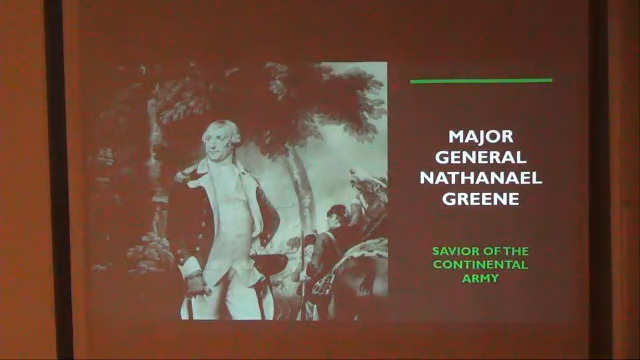 MAJOR
GENERAL
NATHANAEL
GREENE
SAVIOR OF THE
CONTINENTAL
ARMY